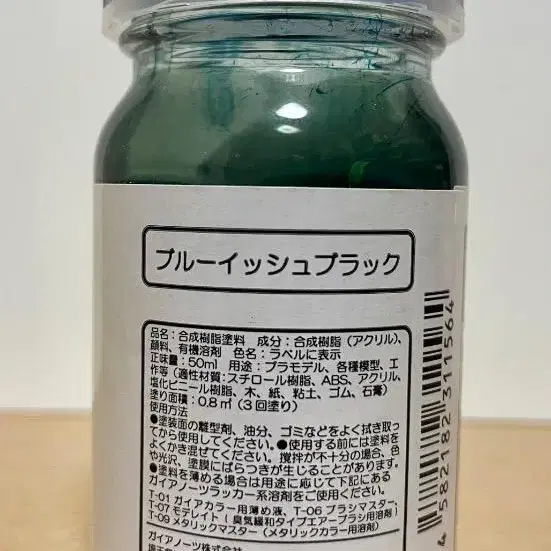 ブルーイッシュブラック
品名：合成樹脂塗料　成分：合成樹脂（アクリル）、
顔料、有機溶剤　色名：ラベルに表示
正味量：50ml　用途：プラモデル、各種模型、工
作等（適性材質：スチロール樹脂、ABS、アクリル、
塩化ビニール樹脂、木、紙、粘土、ゴム、石膏）
塗り面積：0.8㎡（3回塗り）
使用方法
●塗装面の離型剤、油分、ゴミなどをよく拭き取っ
てから使用してください。●使用する前には塗料を
よくかき混ぜてください。撹拌が不十分の場合、色
や光沢、塗膜にばらつきが生じることがあります。
●塗料を薄める場合は用途に応じて下記にある
ガイアノーツラッカー系溶剤をご使用ください。
T-01 ガイアカラー用薄め液、T-06 ブラシマスター、
T-07 モデレイト（臭気緩和タイプエアーブラシ用溶剤）
T-09 メタリックマスター（メタリックカラー用溶剤）
ガイアノーツ株式会社
4 582182 311564